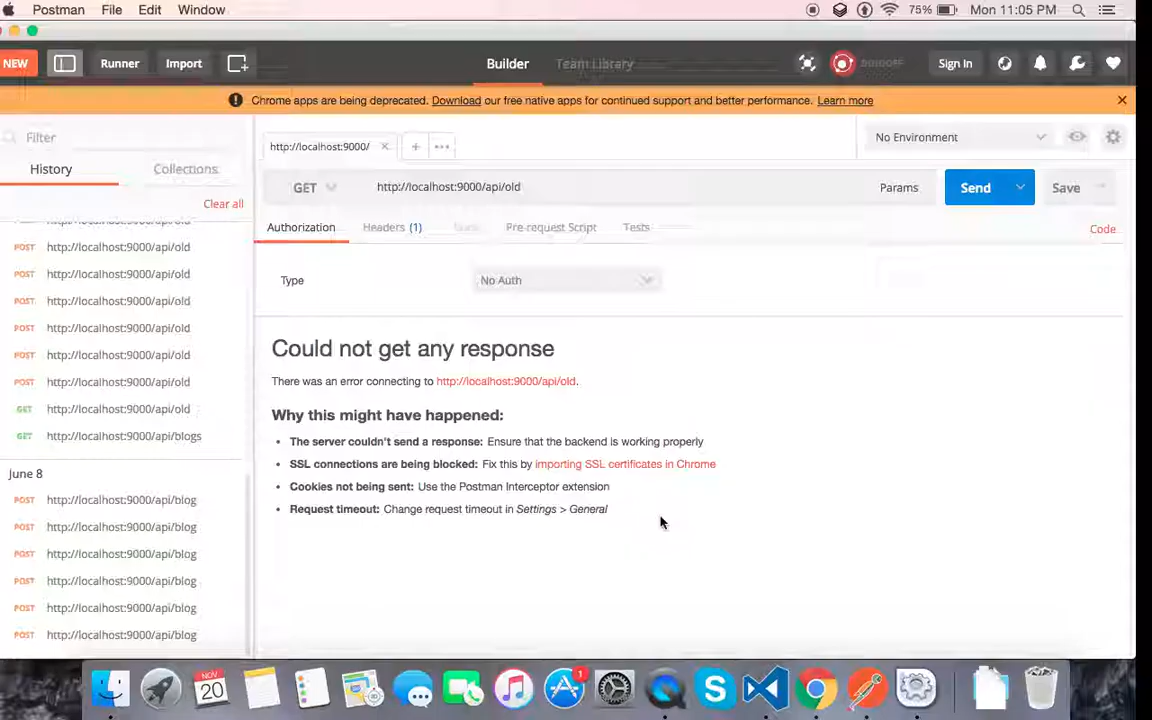 Postman File Edit Window 75% Mon 11:05 PM
NEW Runner Import Builder Team Library Sign In
Chrome apps are being deprecated. Download our free native apps for continued support and better performance. Learn more
Filter
History Collections
Clear all
http://localhost:9000/api/old
POST http://localhost:9000/api/old
POST http://localhost:9000/api/old
POST http://localhost:9000/api/old
POST http://localhost:9000/api/old
POST http://localhost:9000/api/old
POST http://localhost:9000/api/old
GET http://localhost:9000/api/old
GET http://localhost:9000/api/blogs
June 8
POST http://localhost:9000/api/blog
POST http://localhost:9000/api/blog
POST http://localhost:9000/api/blog
POST http://localhost:9000/api/blog
POST http://localhost:9000/api/blog
POST http://localhost:9000/api/blog
http://localhost:9000/
No Environment
GET http://localhost:9000/api/old Params Send Save
Authorization Headers (1) Pre-request Script Tests Code
Type No Auth
Could not get any response
There was an error connecting to http://localhost:9000/api/old.
Why this might have happened:
The server couldn't send a response: Ensure that the backend is working properly
SSL connections are being blocked: Fix this by importing SSL certificates in Chrome
Cookies not being sent: Use the Postman Interceptor extension
Request timeout: Change request timeout in Settings > General
NOV
20
1